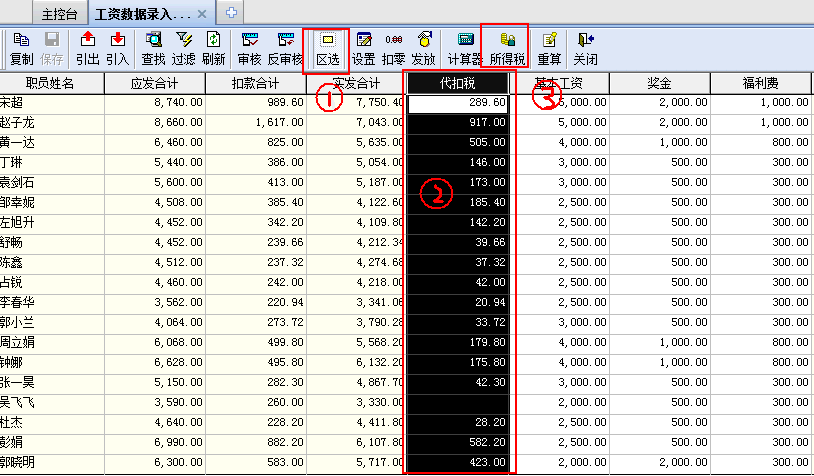 主控台 工资数据录入...
复制 保存 引出 引入 查找 过滤 刷新 审核 反审核 区选 设置 扣零 发放 计算器 所得税 重算 关闭
职员姓名 应发合计 扣款合计 实发合计 代扣税 基本工资 奖金 福利费
① ② ③
宋超 8,740.00 989.60 7,750.40 289.60 5,000.00 2,000.00 1,000.00
赵子龙 8,660.00 1,617.00 7,043.00 917.00 5,000.00 2,000.00 1,000.00
黄一达 6,460.00 825.00 5,635.00 505.00 4,000.00 1,000.00 800.00
丁琳 5,440.00 386.00 5,054.00 146.00 3,000.00 500.00 300.00
袁剑石 5,600.00 413.00 5,187.00 173.00 3,000.00 500.00 300.00
邹幸妮 4,508.00 385.40 4,122.60 185.40 2,500.00 500.00 300.00
左旭升 4,452.00 342.20 4,109.80 142.20 2,500.00 500.00 300.00
舒畅 4,452.00 239.66 4,212.34 39.66 2,500.00 500.00 300.00
陈鑫 4,512.00 237.32 4,274.68 37.32 2,500.00 500.00 300.00
占锐 4,460.00 242.00 4,218.00 42.00 2,500.00 500.00 300.00
李春华 3,562.00 220.94 3,341.06 20.94 2,500.00 500.00 300.00
郭小兰 4,064.00 273.72 3,790.28 33.72 3,000.00 500.00 300.00
周立娟 6,068.00 499.80 5,568.20 179.80 4,000.00 1,000.00 800.00
钟娜 6,628.00 495.80 6,132.20 175.80 4,000.00 1,000.00 800.00
张一昊 5,150.00 282.30 4,867.70 42.30 3,000.00 500.00 300.00
吴飞飞 3,590.00 260.00 3,330.00 2,000.00 500.00 300.00
杜杰 4,640.00 228.20 4,411.80 28.20 2,000.00 500.00 300.00
彭娟 6,990.00 882.20 6,107.80 582.20 2,500.00 500.00 300.00
郭晓明 6,300.00 583.00 5,717.00 423.00 2,000.00 2,000.00 300.00